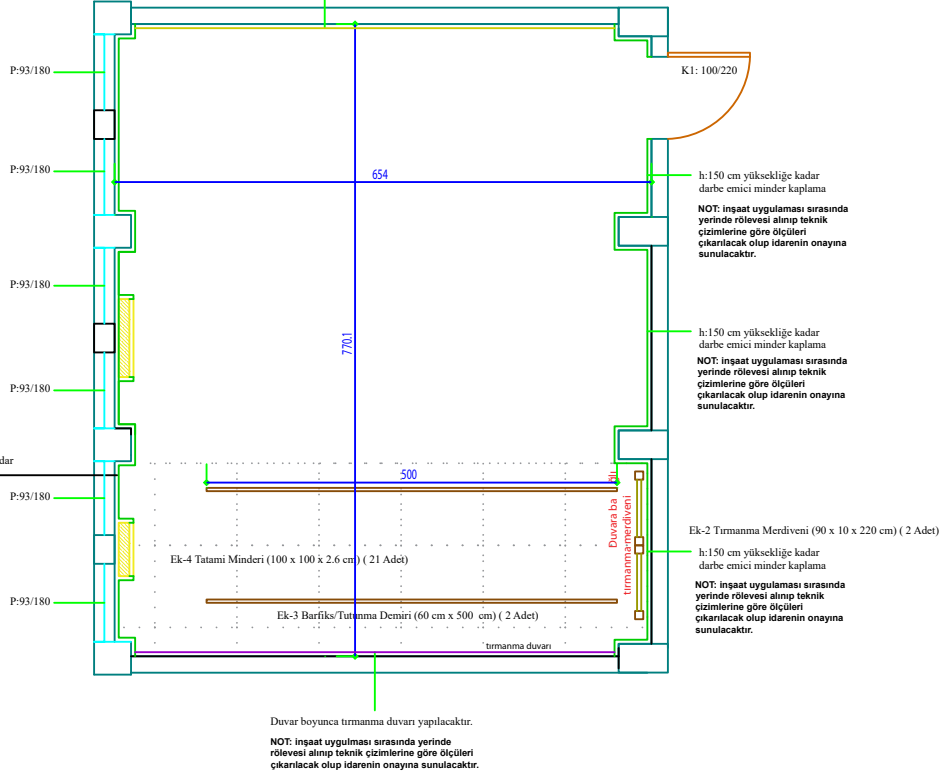 P:93/180
K1: 100/220
P:93/180
654
h:150 cm yüksekliğe kadar
darbe emici minder kaplama
NOT: inşaat uygulaması sırasında
yerinde rölevesi alınıp teknik
çizimlerine göre ölçüleri
çıkarılacak olup idarenin onayına
sunulacaktır.
P:93/180
770.1
h:150 cm yüksekliğe kadar
darbe emici minder kaplama
NOT: inşaat uygulaması sırasında
yerinde rölevesi alınıp teknik
çizimlerine göre ölçüleri
çıkarılacak olup idarenin onayına
sunulacaktır.
P:93/180
dar
500
P:93/180
Duvara ba ğlı
tırmanma merdiveni
Ek-2 Tırmanma Merdiveni (90 x 10 x 220 cm) ( 2 Adet)
h:150 cm yüksekliğe kadar
darbe emici minder kaplama
NOT: inşaat uygulaması sırasında
yerinde rölevesi alınıp teknik
çizimlerine göre ölçüleri
çıkarılacak olup idarenin onayına
sunulacaktır.
Ek-4 Tatami Minderi (100 x 100 x 2.6 cm) ( 21 Adet)
P:93/180
Ek-3 Barfiks/Tutunma Demiri (60 cm x 500 cm) ( 2 Adet)
tırmanma duvarı
Duvar boyunca tırmanma duvarı yapılacaktır.
NOT: inşaat uygulması sırasında yerinde
rölevesi alınıp teknik çizimlerine göre ölçüleri
çıkarılacak olup idarenin onayına sunulacaktır.